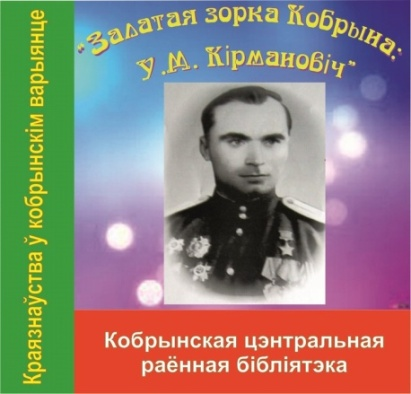 "Залатая зорка Кобрына:
У.М. Кірмановіч"
Краязнаўства ў кобрынскім варыянце
Кобрынская цэнтральная
раённая бібліятэка